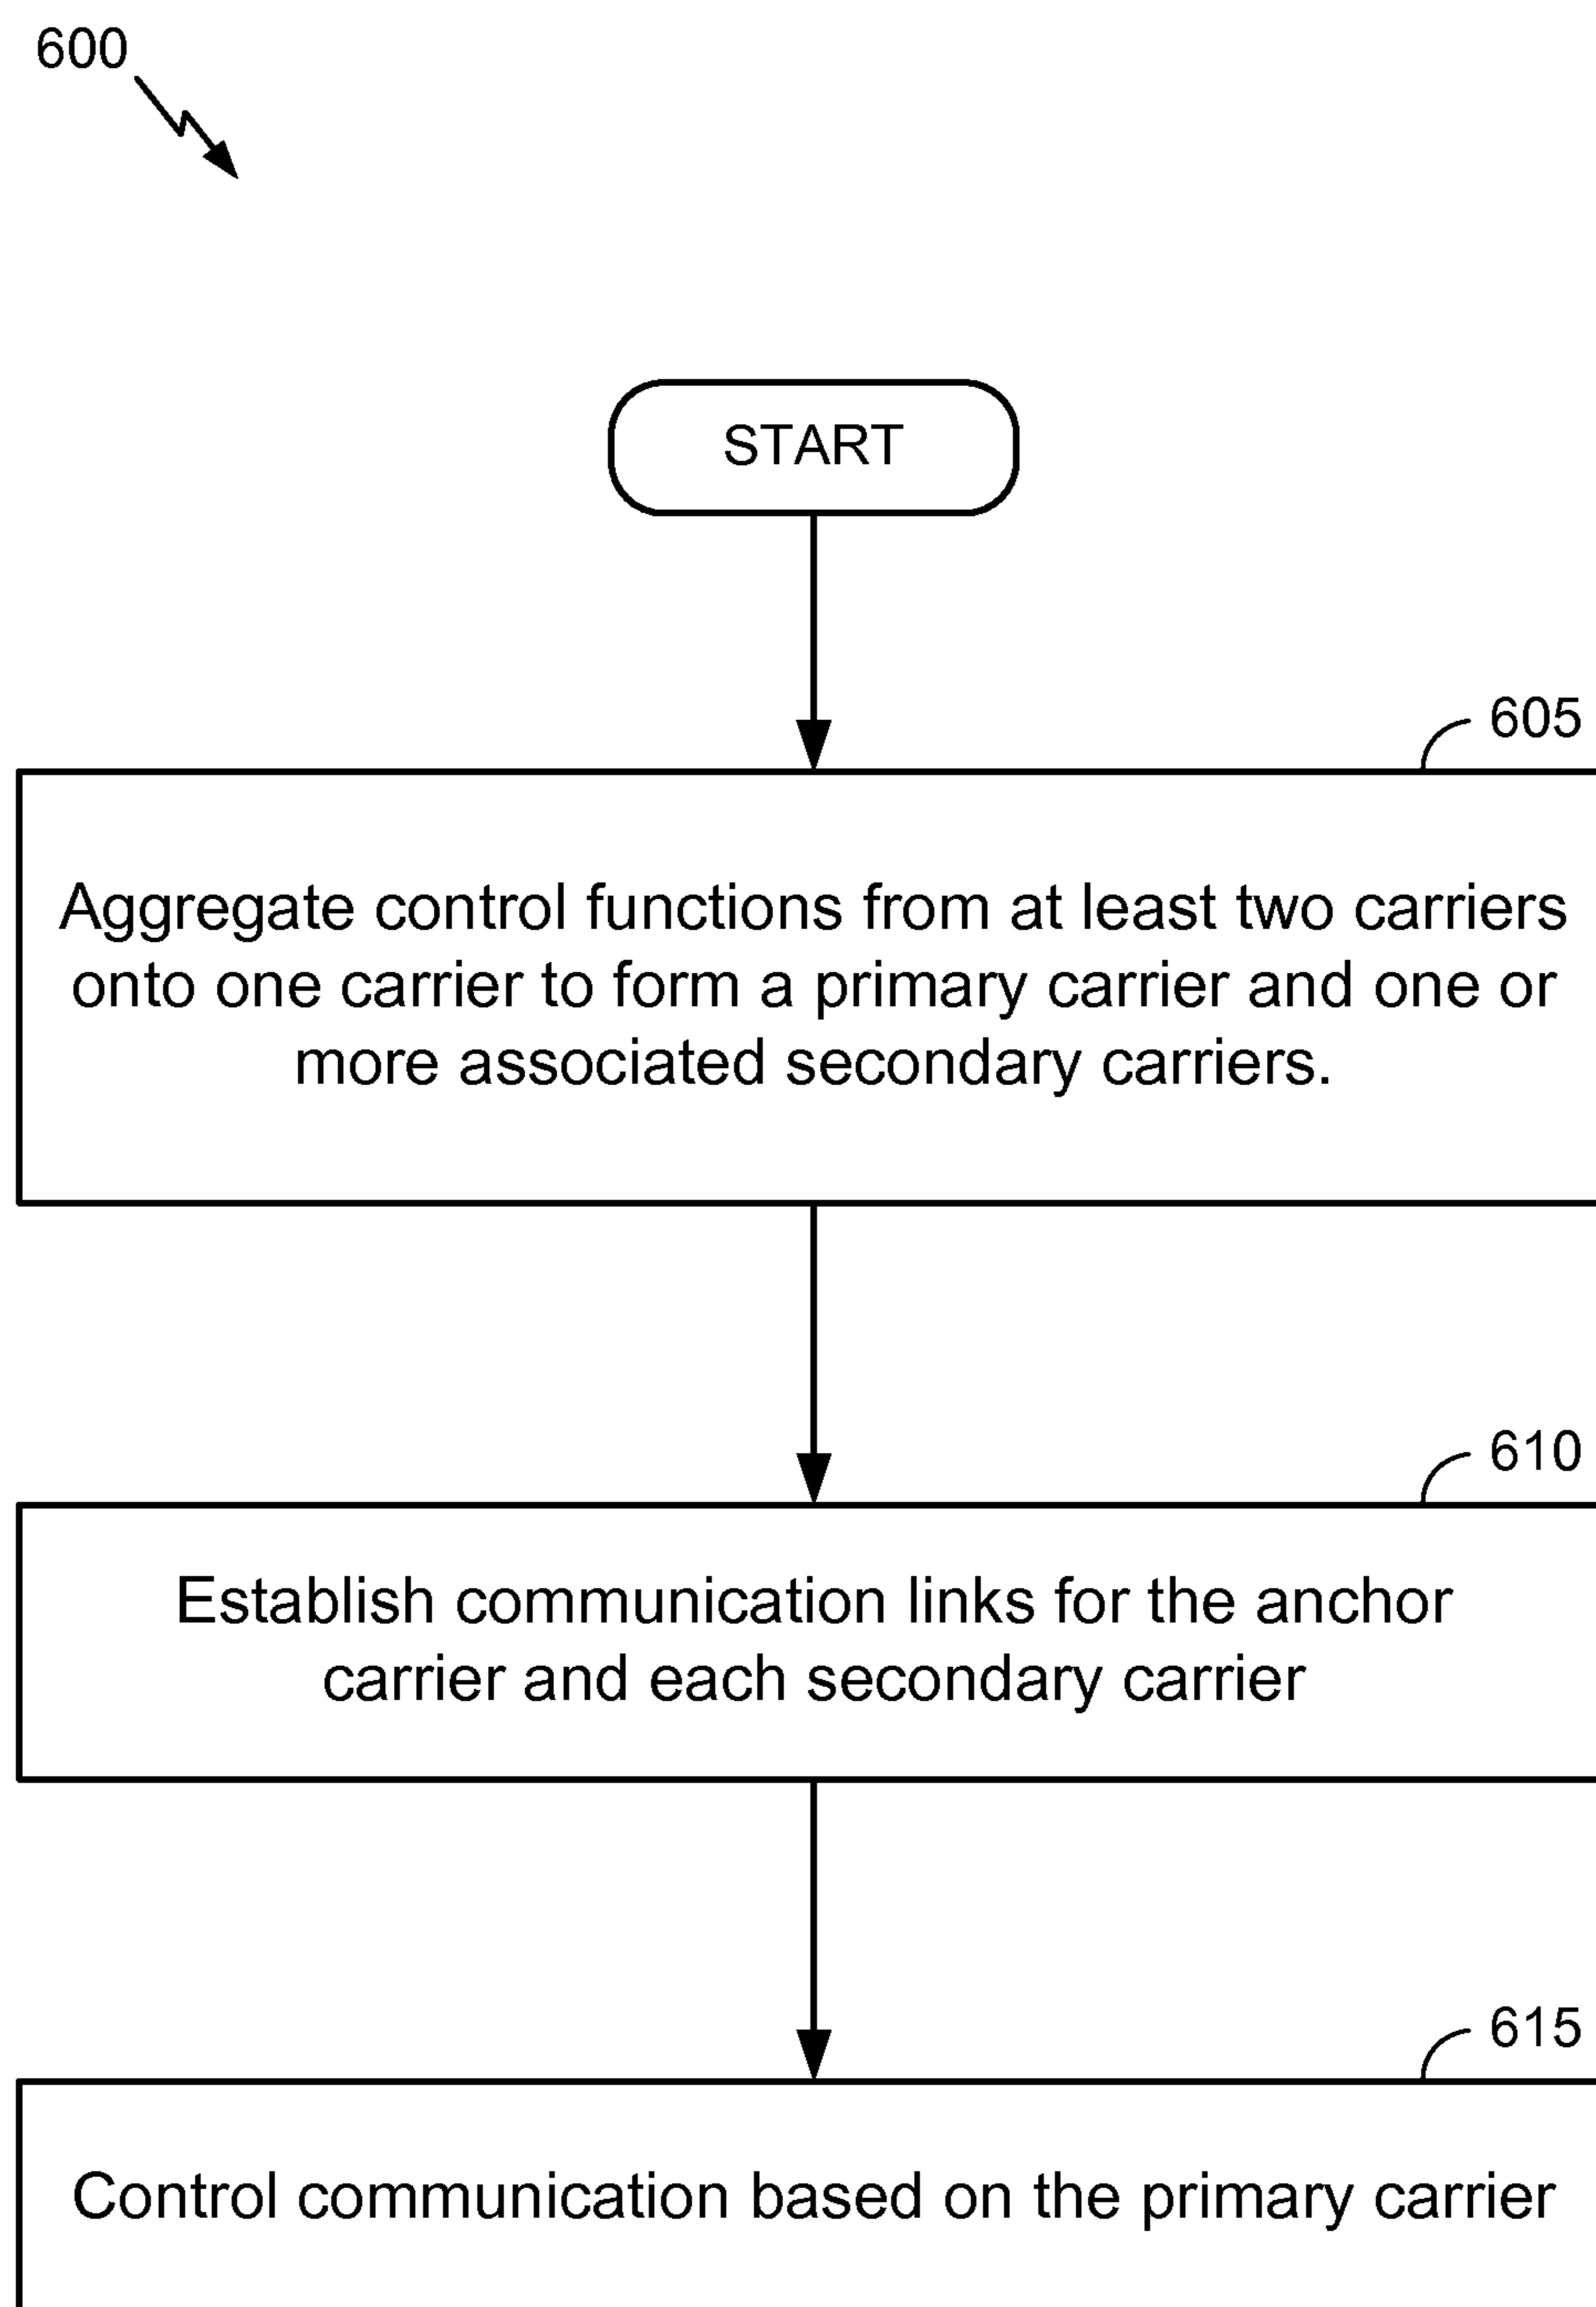 600
START
605
Aggregate control functions from at least two carriers
onto one carrier to form a primary carrier and one or
more associated secondary carriers.
610
Establish communication links for the anchor
carrier and each secondary carrier
615
Control communication based on the primary carrier